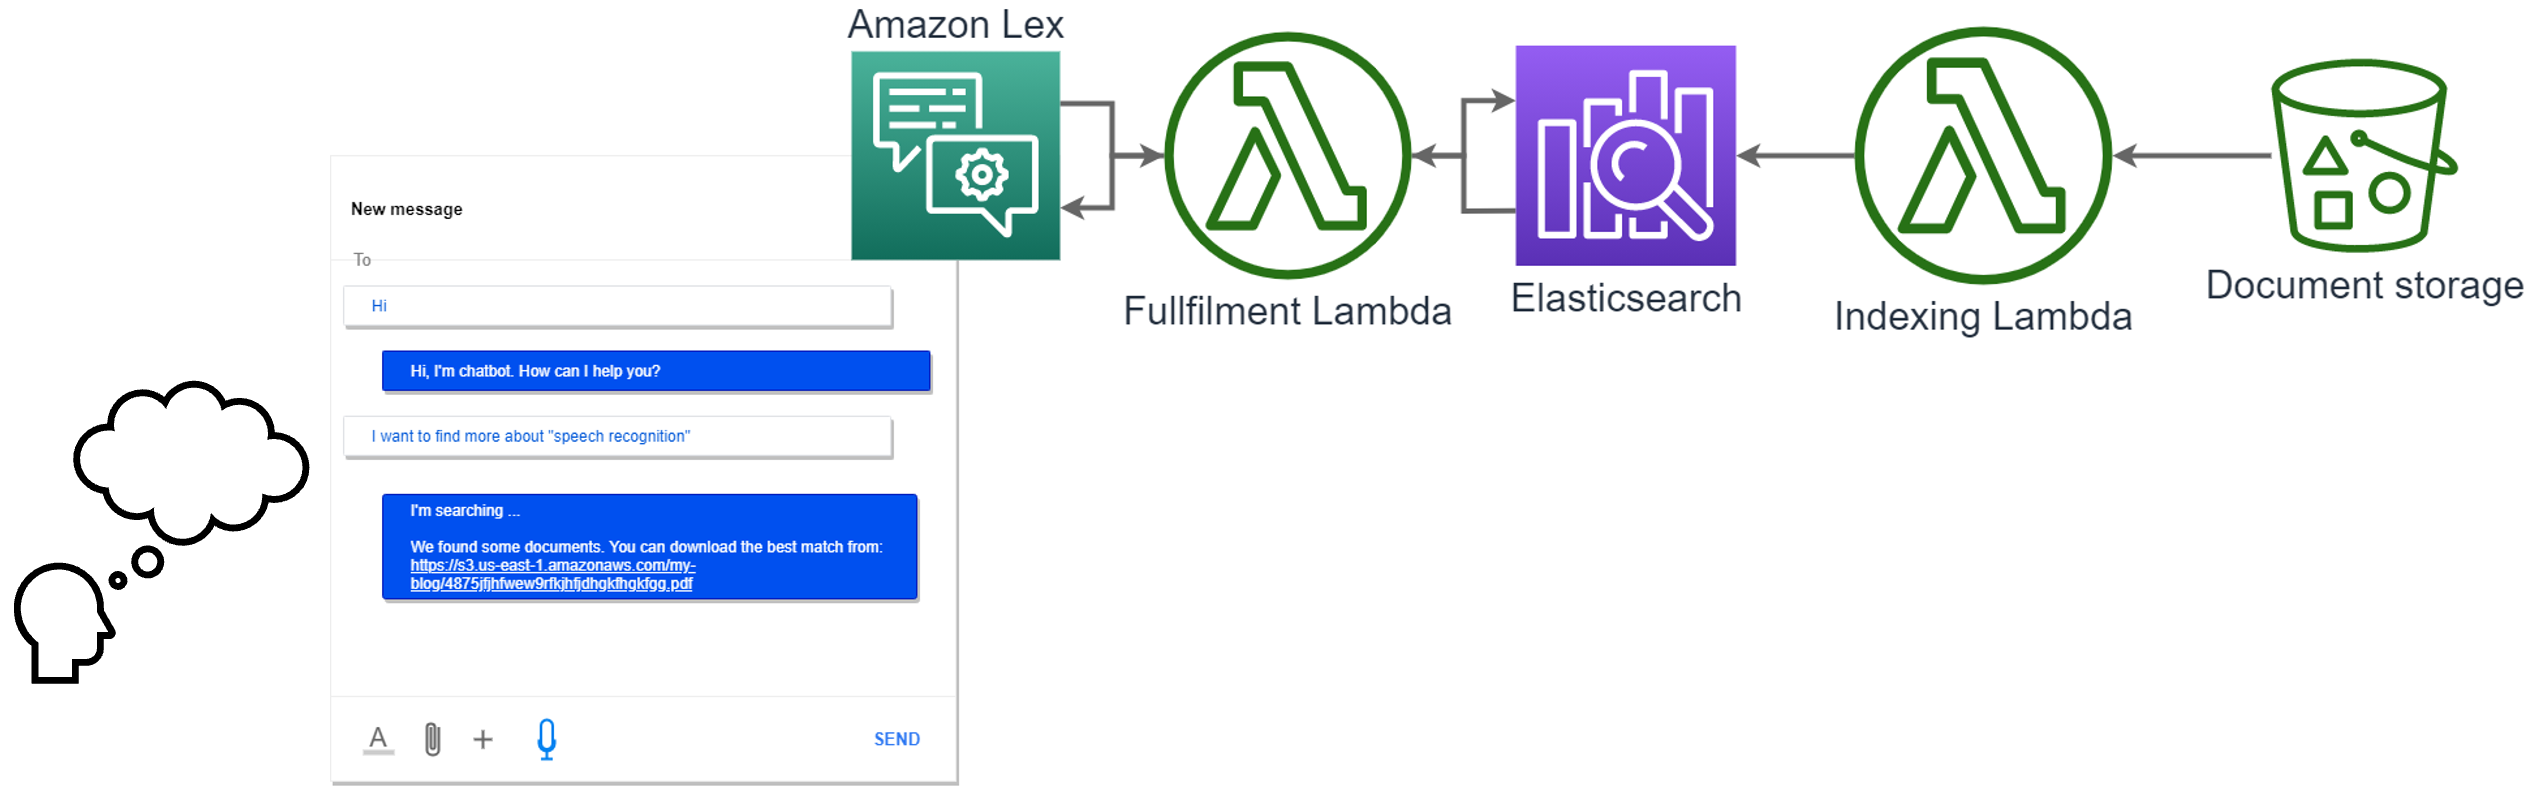 Amazon Lex
Fullfilment Lambda
Elasticsearch
Indexing Lambda
Document storage
New message
To
Hi
Hi, I'm chatbot. How can I help you?
I want to find more about "speech recognition"
I'm searching ...
We found some documents. You can download the best match from:
https://s3.us-east-1.amazonaws.com/my-
blog/4875jfjhfwew9rfkjhfjdhgkfhgkfgg.pdf
A
SEND